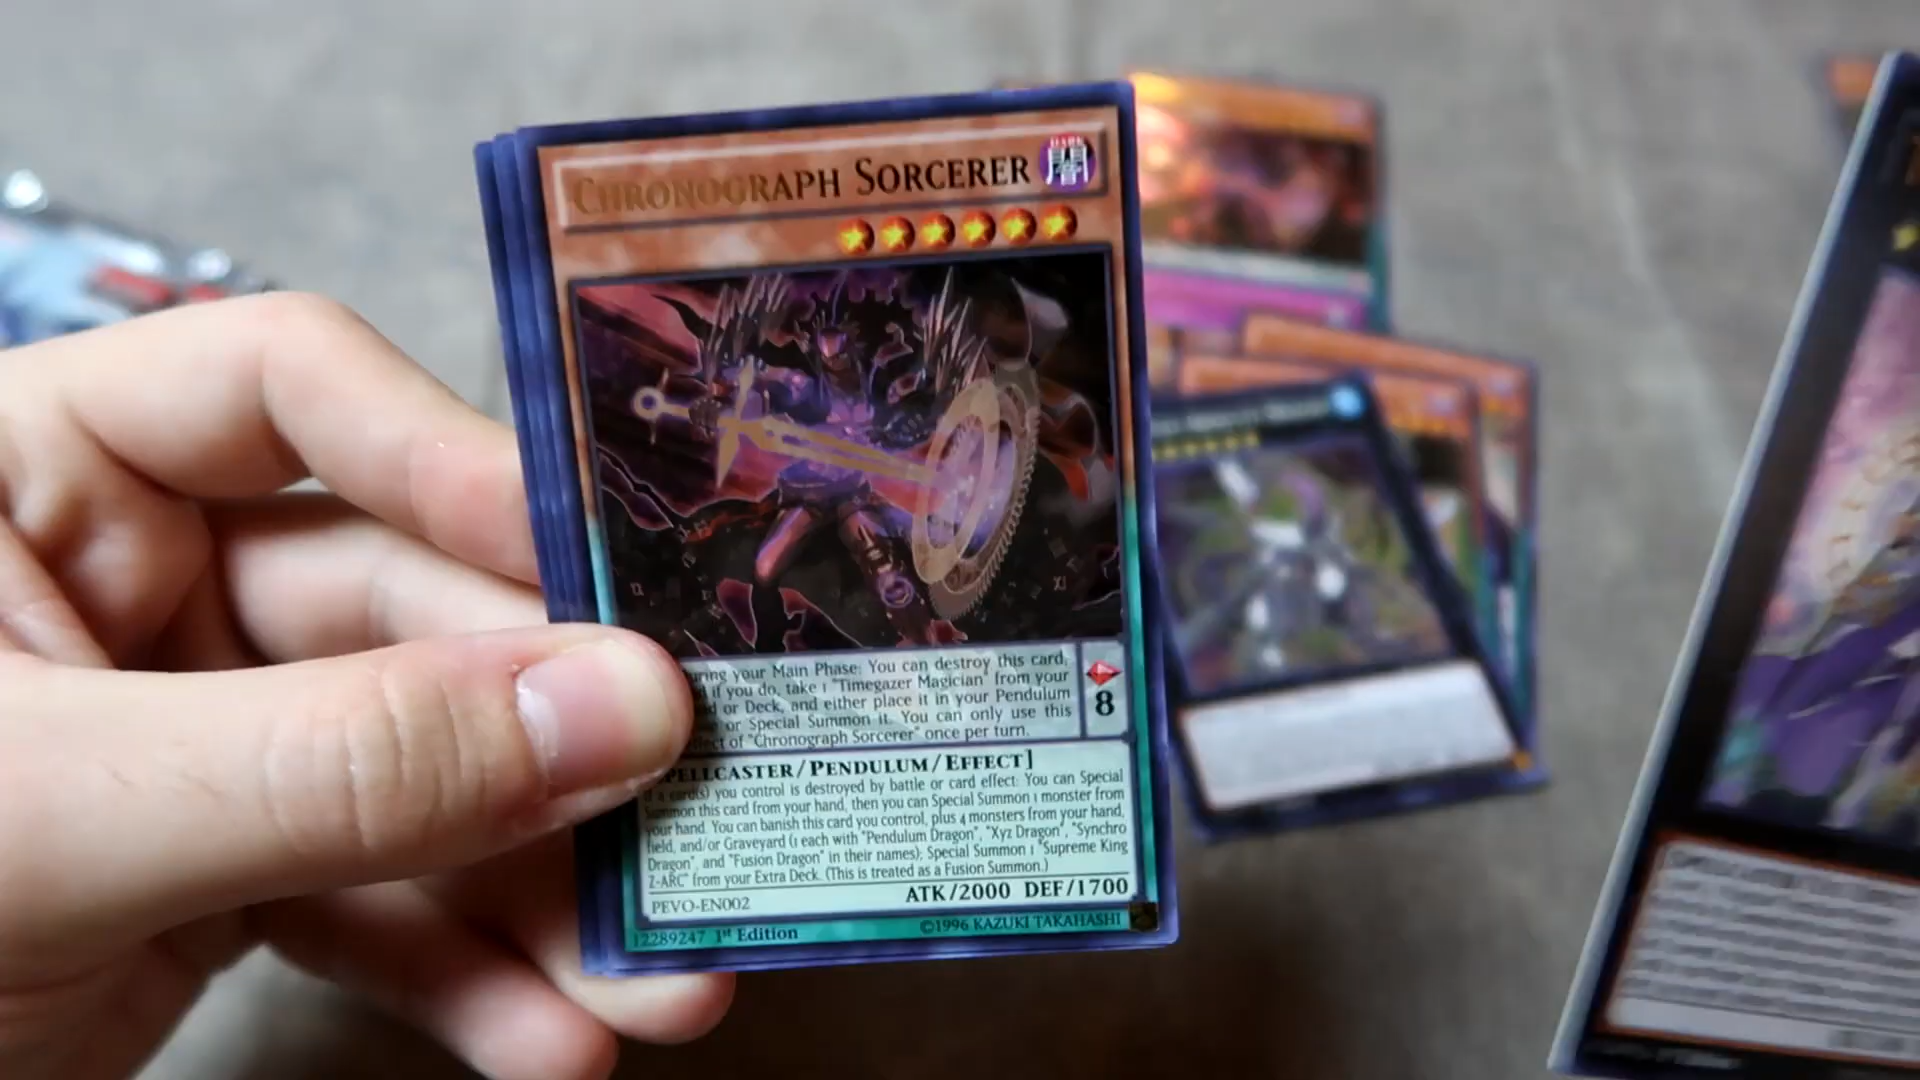 CHRONOGRAPH SORCERER
DARK
闇
your Main Phase: You can destroy this card,
if you do, take 1 "Timegazer Magician" from your
or Deck, and either place it in your Pendulum
or Special Summon it. You can only use this
of "Chronograph Sorcerer" once per turn.
8
SPELLCASTER/PENDULUM/EFFECT]
If a card(s) you control is destroyed by battle or card effect: You can Special
Summon this card from your hand, then you can Special Summon 1 monster from
your hand. You can banish this card you control, plus 4 monsters from your hand,
field, and/or Graveyard (1 each with "Pendulum Dragon", "Xyz Dragon", "Synchro
Dragon", and "Fusion Dragon" in their names); Special Summon 1 "Supreme King
Z-ARC" from your Extra Deck. (This is treated as a Fusion Summon.)
ATK/2000 DEF/1700
PEVO-EN002
12289247 1st Edition
©1996 KAZUKI TAKAHASHI